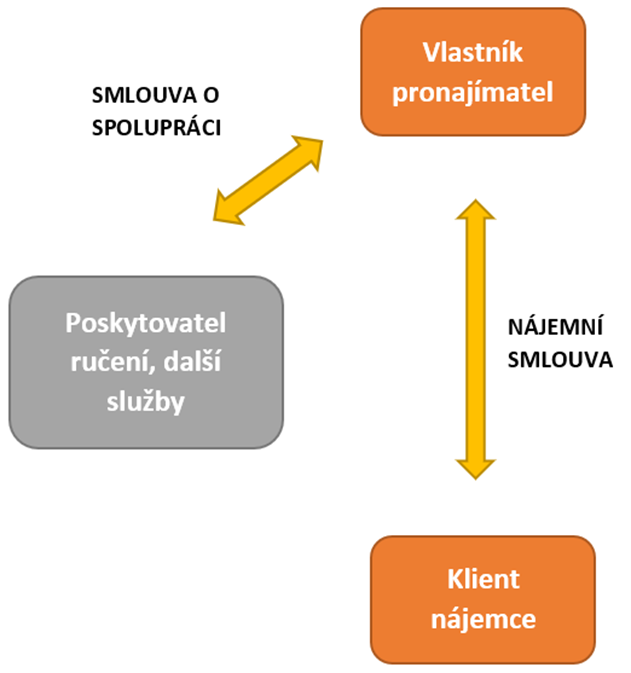 Vlastník
pronajímatel
SMLOUVA O
SPOLUPRÁCI
Poskytovatel
ručení, další
služby
NÁJEMNÍ
SMLOUVA
Klient
nájemce